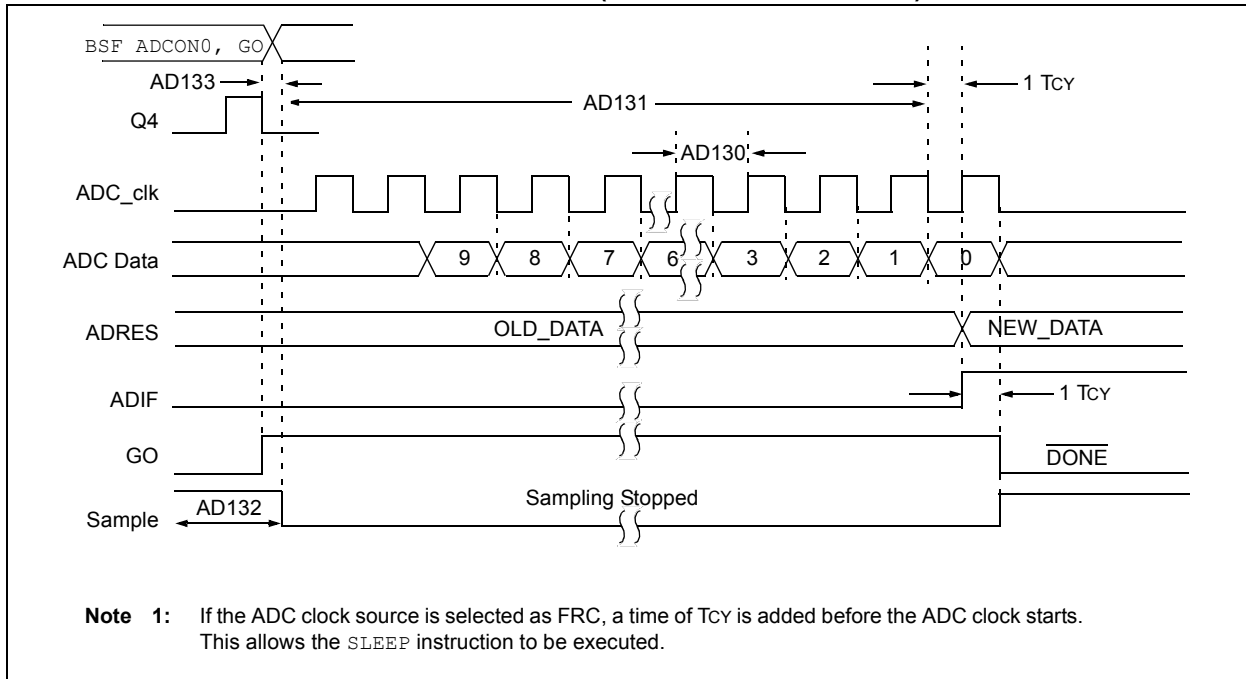 BSF ADCON0, GO
AD133
1 TCY
AD131
Q4
AD130
ADC_clk
ADC Data
9 8 7 6 3 2 1 0
ADRES
OLD_DATA
NEW_DATA
ADIF
1 TCY
GO
DONE
Sample
AD132
Sampling Stopped
Note 1: If the ADC clock source is selected as FRC, a time of TCY is added before the ADC clock starts.
This allows the SLEEP instruction to be executed.